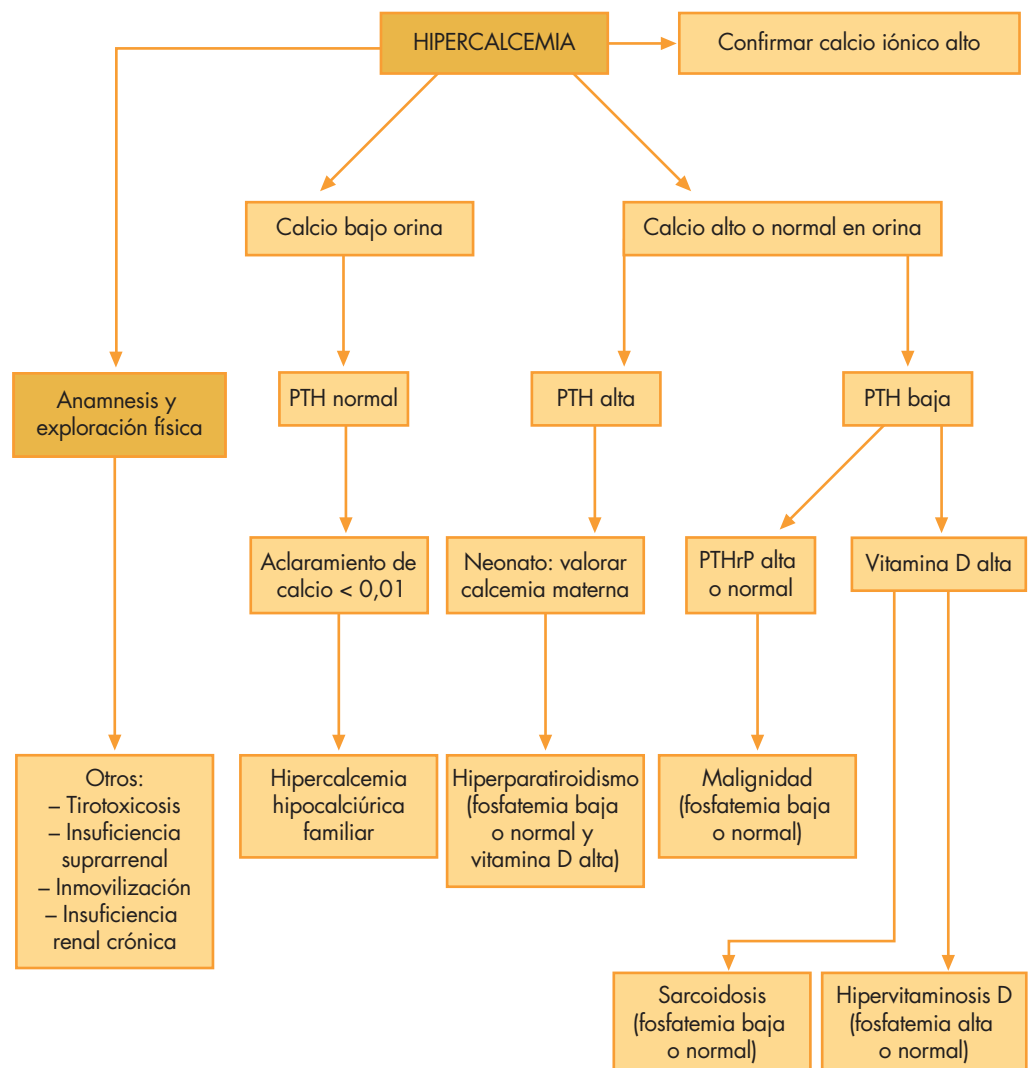 HIPERCALCEMIA
Confirmar calcio iónico alto
Calcio bajo orina
Calcio alto o normal en orina
Anamnesis y
exploración física
PTH normal
PTH alta
PTH baja
Aclaramiento de
calcio < 0,01
Neonato: valorar
calcemia materna
PTHrP alta
o normal
Vitamina D alta
Otros:
– Tirotoxicosis
– Insuficiencia
suprarrenal
– Inmovilización
– Insuficiencia
renal crónica
Hipercalcemia
hipocalciúrica
familiar
Hiperparatiroidismo
(fosfatemia baja
o normal y
vitamina D alta)
Malignidad
(fosfatemia baja
o normal)
Sarcoidosis
(fosfatemia baja
o normal)
Hipervitaminosis D
(fosfatemia alta
o normal)